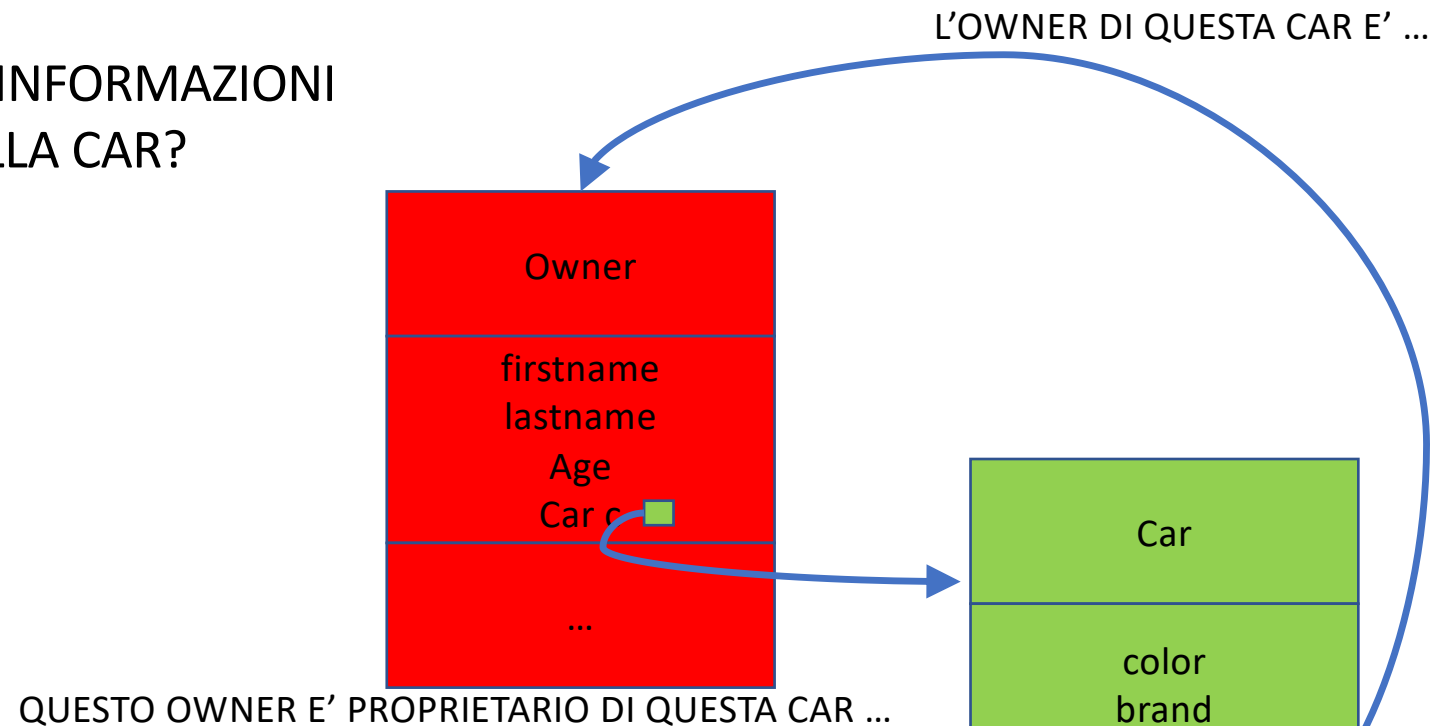 L'OWNER DI QUESTA CAR E' …
INFORMAZIONI
LLA CAR?
Owner
firstname
lastname
Age
Car c
…
Car
color
brand
QUESTO OWNER E' PROPRIETARIO DI QUESTA CAR …